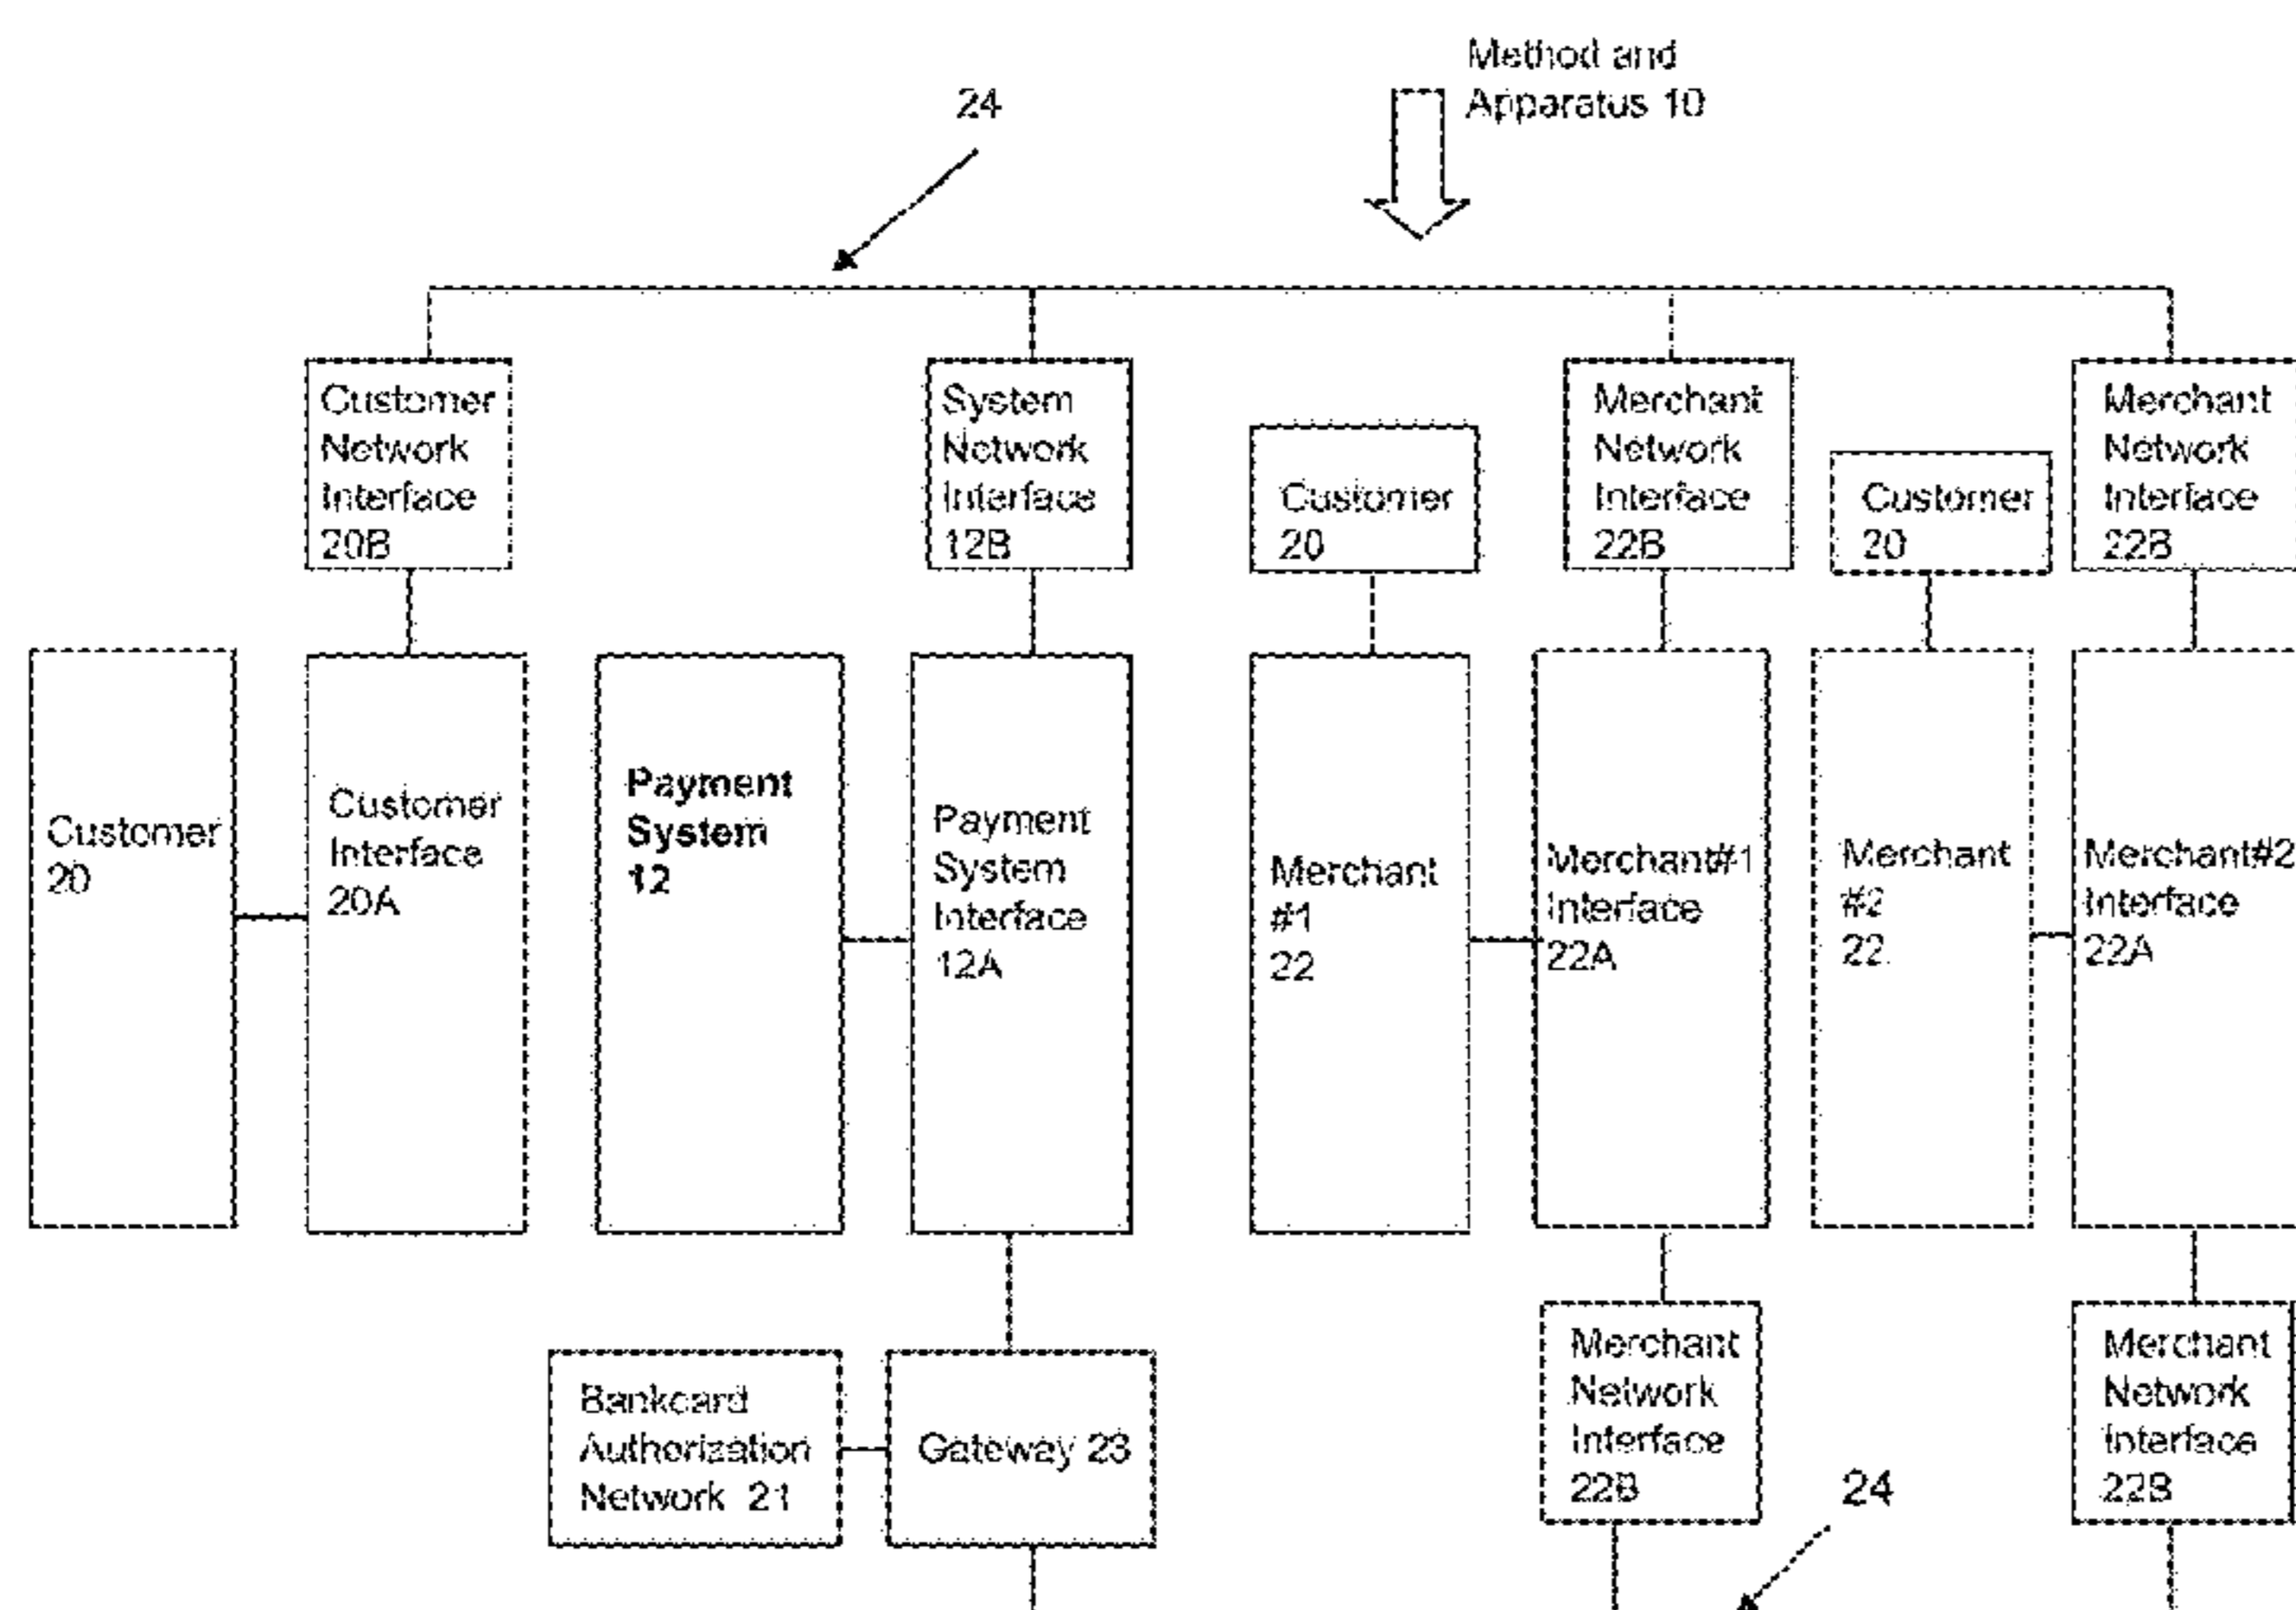 Method and
Apparatus 10
24
Customer
Network
Interface
20B
System
Network
Interface
12B
Customer
20
Merchant
Network
Interface
22B
Customer
20
Merchant
Network
Interface
22B
Customer
20
Customer
Interface
20A
Payment
System
12
Payment
System
Interface
12A
Merchant
#1
22
Merchant#1
Interface
22A
Merchant
#2
22
Merchant#2
Interface
22A
Bankcard
Authorization
Network 21
Gateway 23
Merchant
Network
Interface
22B
24
Merchant
Network
Interface
22B